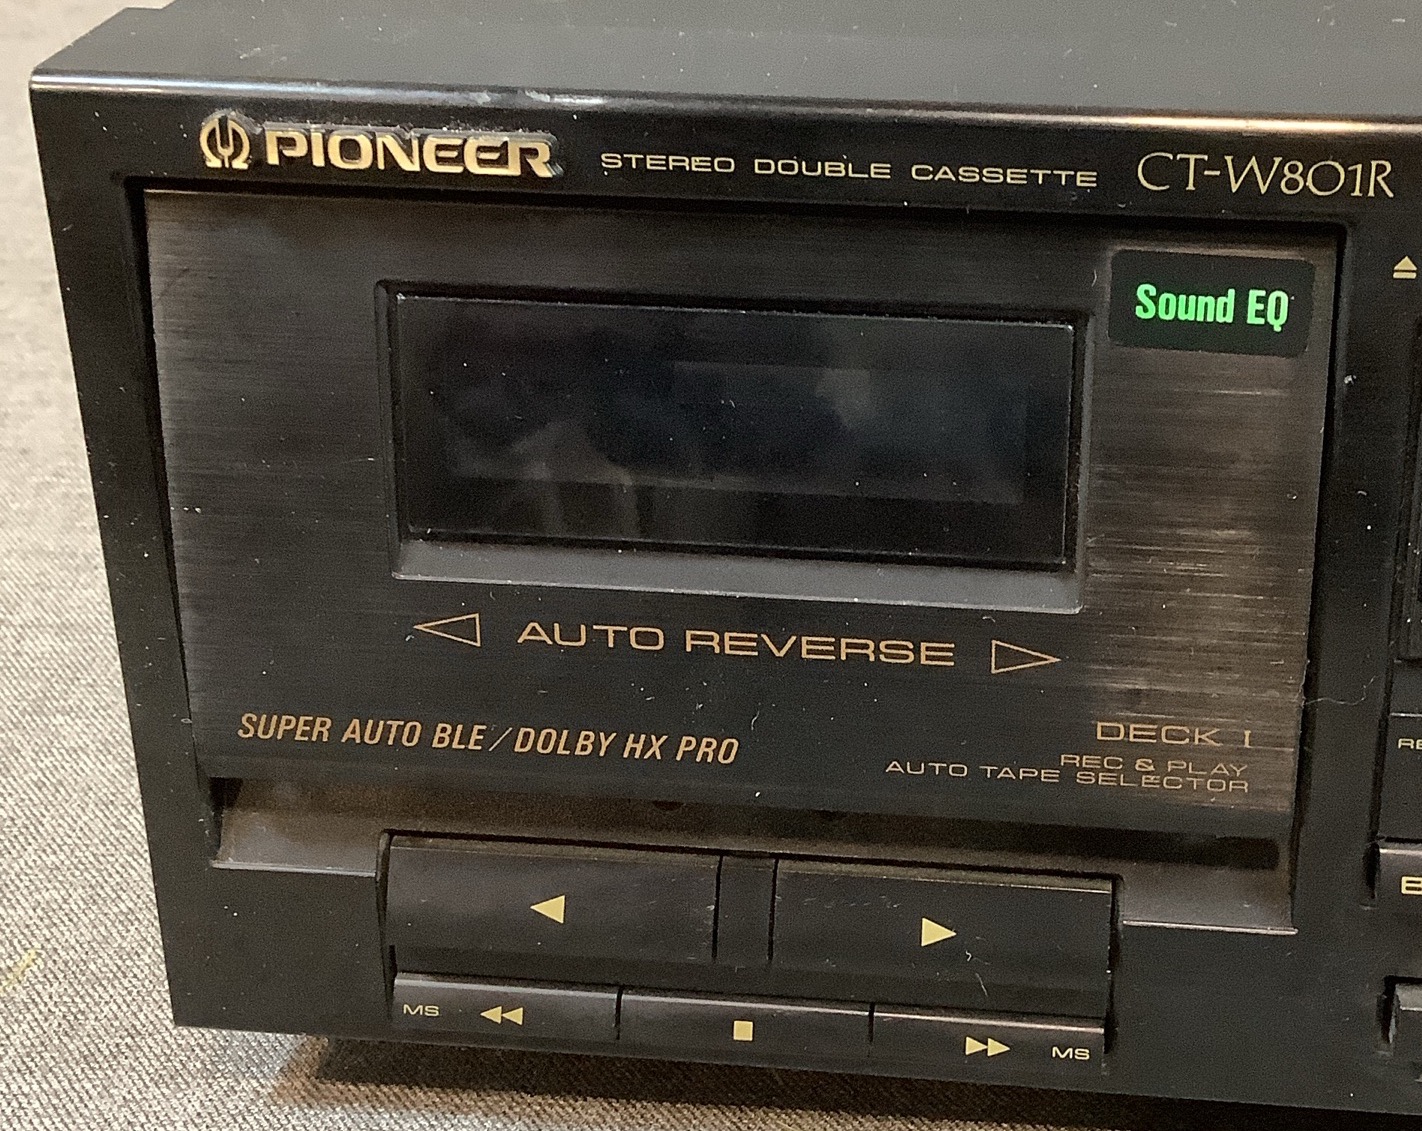 PIONEER STEREO DOUBLE CASSETTE CT-W801R
Sound EQ
AUTO REVERSE
SUPER AUTO BLE/DOLBY HX PRO
DECK I
REC & PLAY
AUTO TAPE SELECTOR
MS
MS